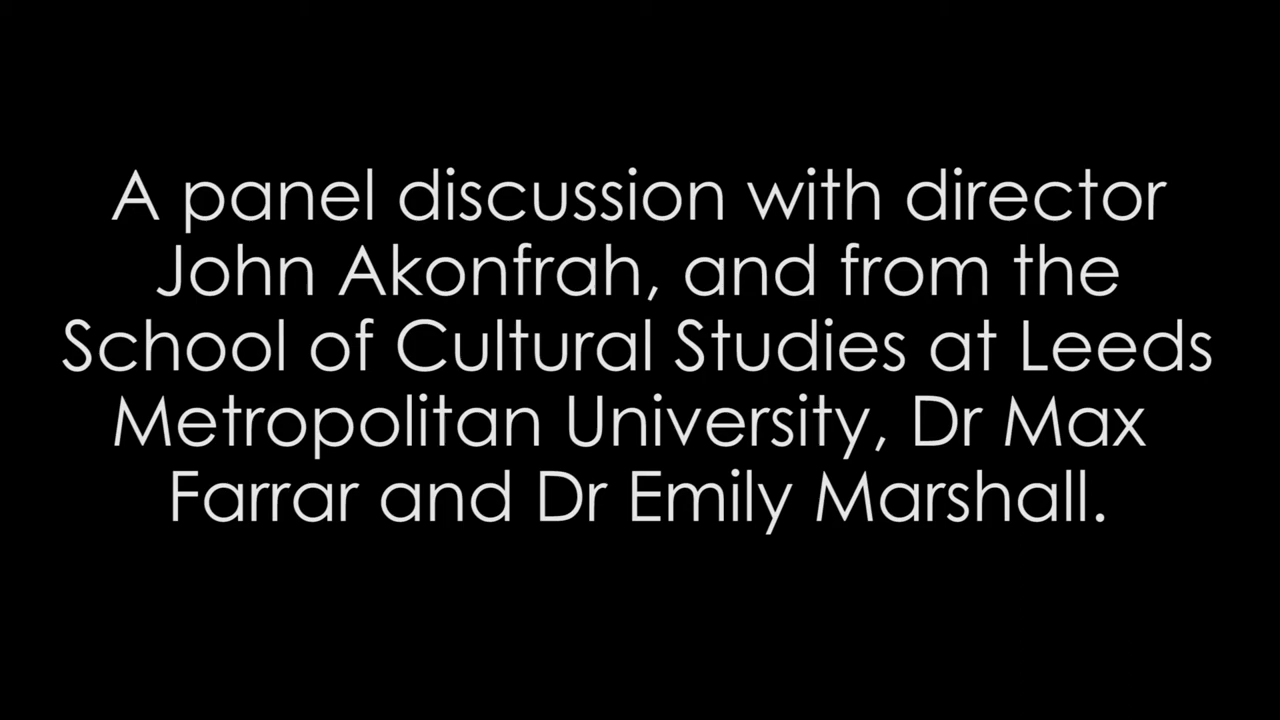 A panel discussion with director
John Akonfrah, and from the
School of Cultural Studies at Leeds
Metropolitan University, Dr Max
Farrar and Dr Emily Marshall.